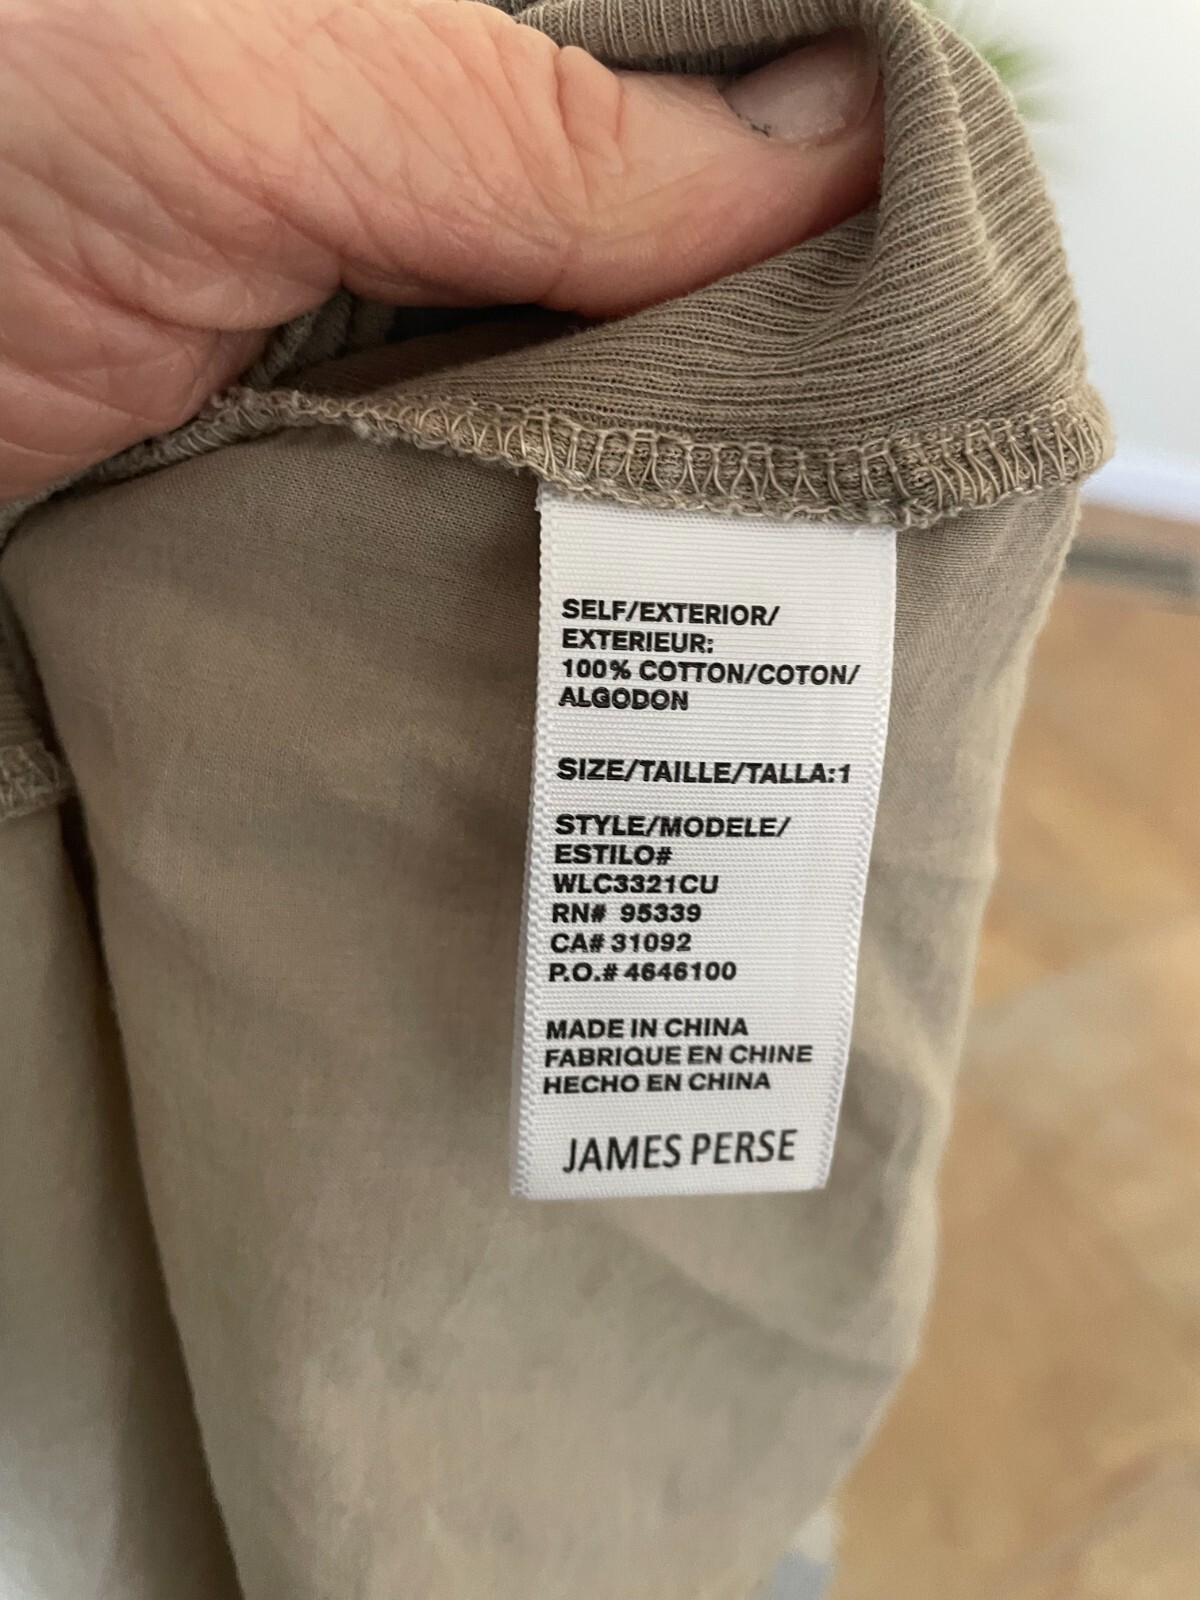 SELF/EXTERIOR/
EXTERIEUR:
100% COTTON/COTON/
ALGODON
SIZE/TAILLE/TALLA:1
STYLE/MODELE/
ESTILO#
WLC3321CU
RN# 95339
CA# 31092
P.O.# 4646100
MADE IN CHINA
FABRIQUE EN CHINE
HECHO EN CHINA
JAMES PERSE